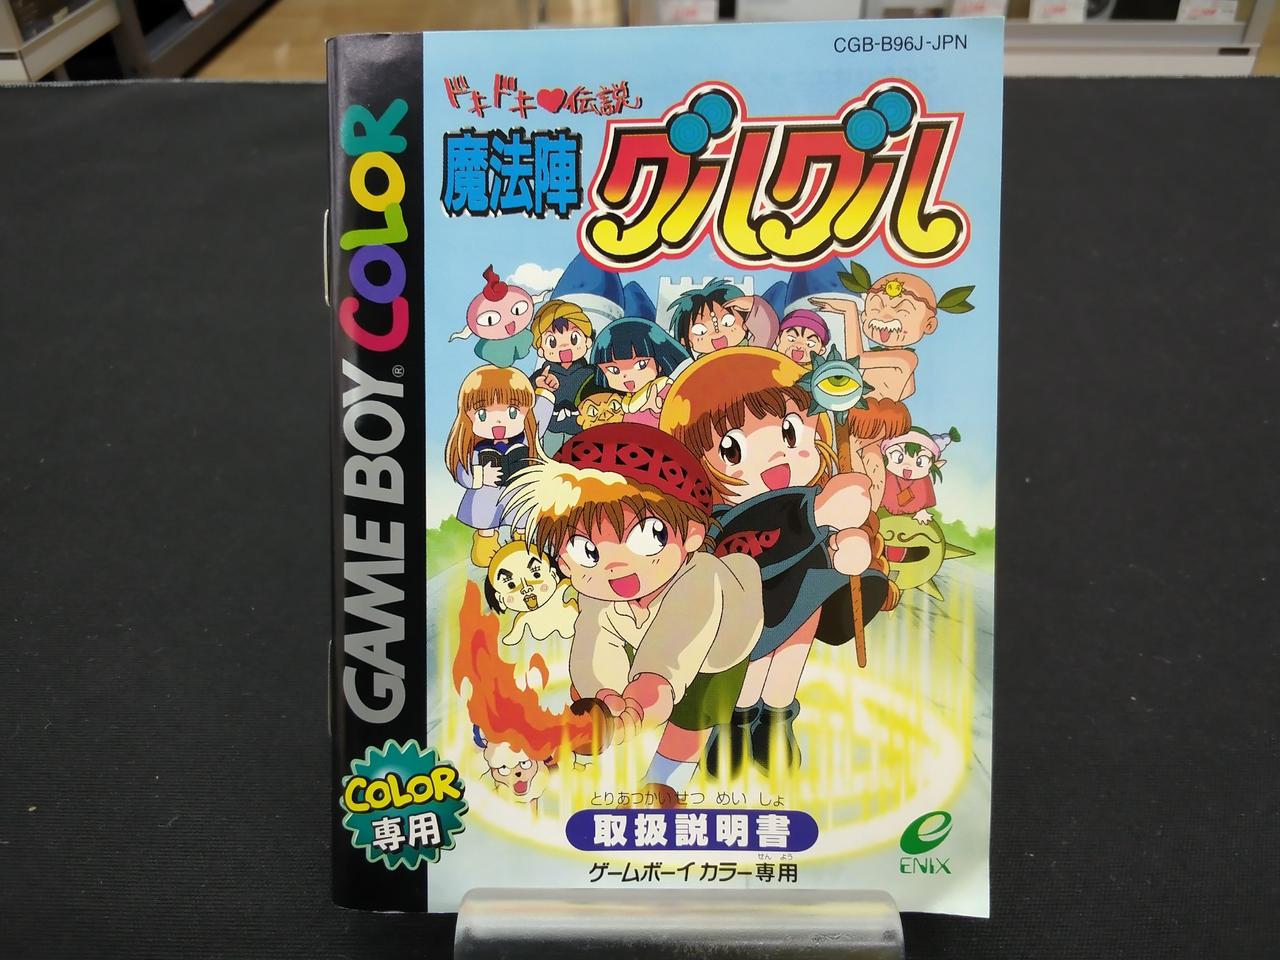 CGB-B96J-JPN
ドキドキ♥伝説
魔法陣グルグル
GAME BOY COLOR
®
COLOR
専用
とりあつかいせつ めい しょ
取扱説明書
せん よう
ゲームボーイ カラー専用
ENIX